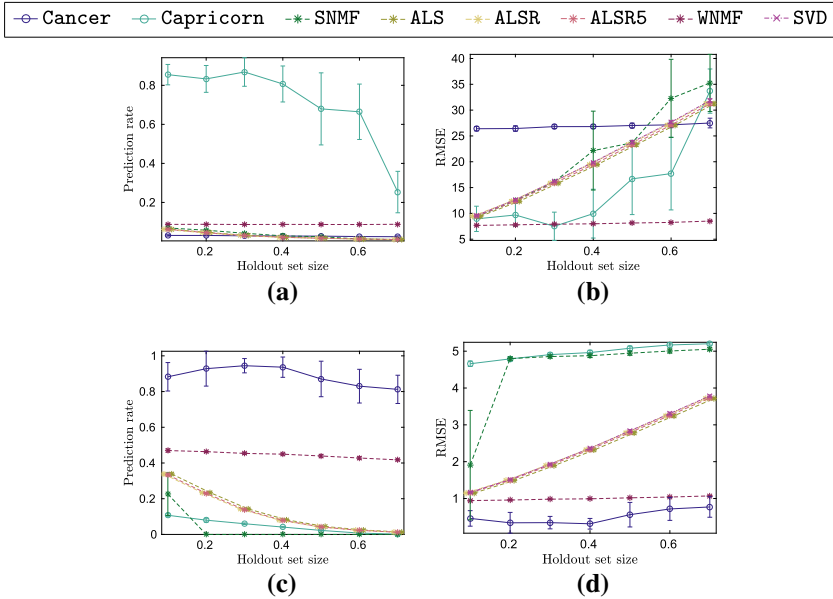 Cancer Capricorn SNMF ALS ALSR ALSR5 WNMF SVD
Prediction rate
0.8
0.6
0.4
0.2
0.2 0.4 0.6
Holdout set size
(a)
RMSE
40
35
30
25
20
15
10
5
0.2 0.4 0.6
Holdout set size
(b)
Prediction rate
1
0.8
0.6
0.4
0.2
0
0.2 0.4 0.6
Holdout set size
(c)
RMSE
5
4
3
2
1
0.2 0.4 0.6
Holdout set size
(d)